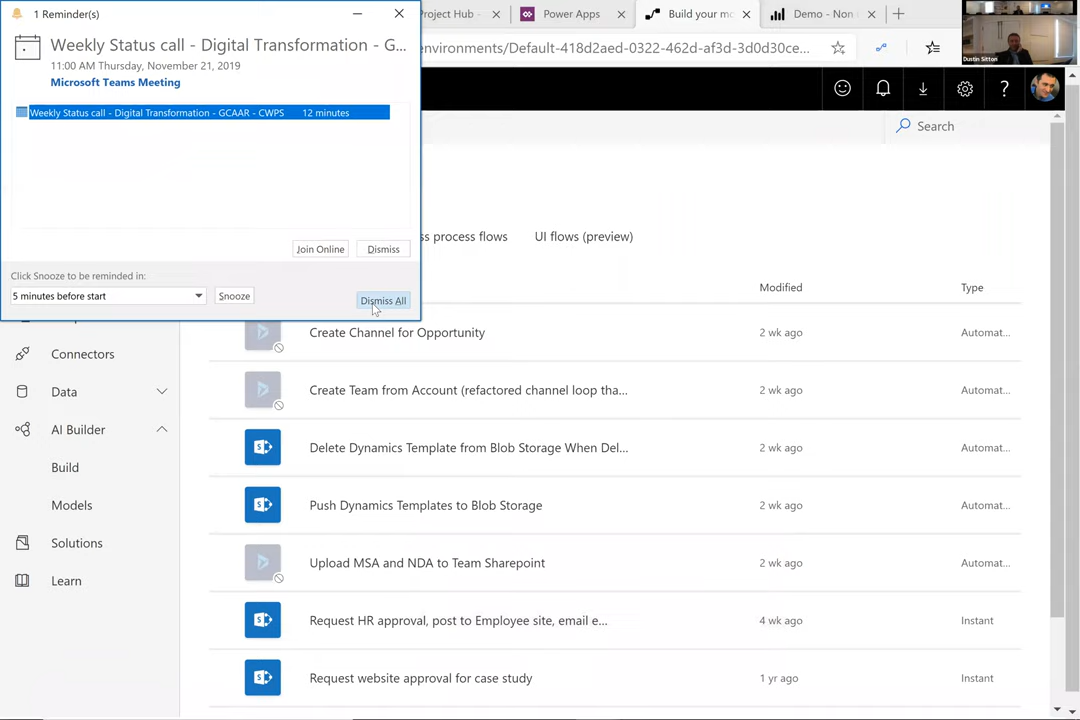 1 Reminder(s)
Project Hub -
Power Apps
Build your mo
Demo - Non
Weekly Status call - Digital Transformation - G...
11:00 AM Thursday, November 21, 2019
Microsoft Teams Meeting
nvironments/Default-418d2aed-0322-462d-af3d-3d0d30ce...
Dustin Sitton
Weekly Status call - Digital Transformation - GCAAR - CWPS 12 minutes
Search
Join Online
Dismiss
ss process flows
UI flows (preview)
Click Snooze to be reminded in:
5 minutes before start
Snooze
Dismiss All
Modified
Type
Create Channel for Opportunity
2 wk ago
Automat...
Connectors
Data
Create Team from Account (refactored channel loop tha...
2 wk ago
Automat...
AI Builder
Delete Dynamics Template from Blob Storage When Del...
2 wk ago
Automat...
Build
Models
Push Dynamics Templates to Blob Storage
2 wk ago
Automat...
Solutions
Upload MSA and NDA to Team Sharepoint
2 wk ago
Automat...
Learn
Request HR approval, post to Employee site, email e...
4 wk ago
Instant
Request website approval for case study
1 yr ago
Instant